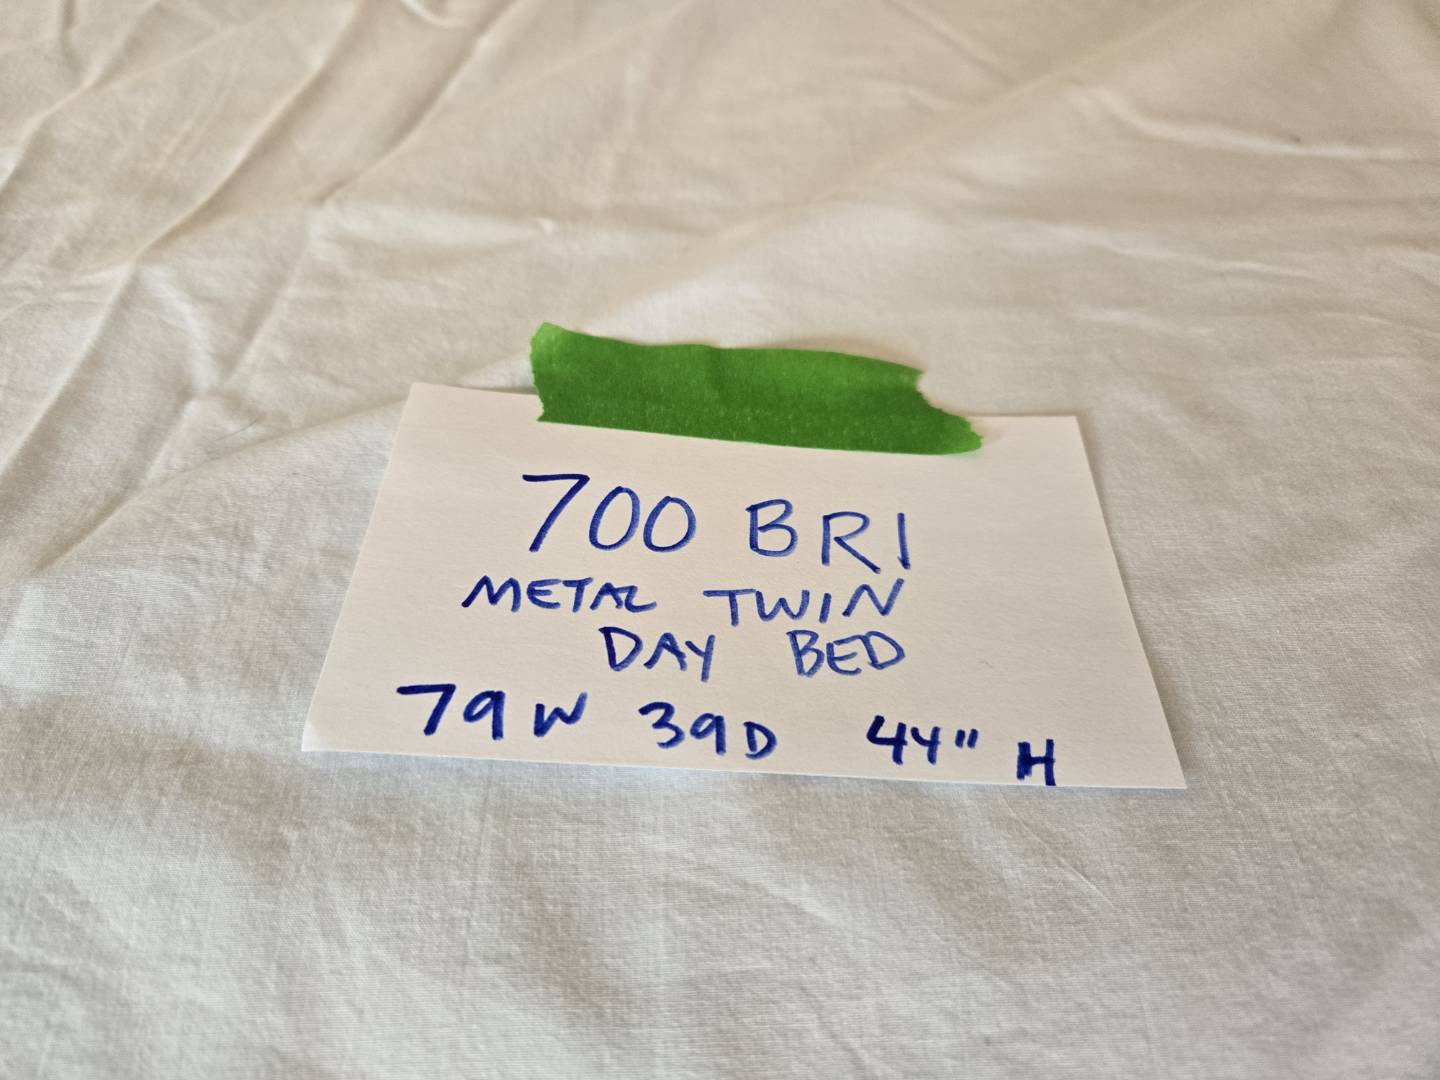 700 BRI
METAL TWIN
DAY BED
79W 39D 44" H